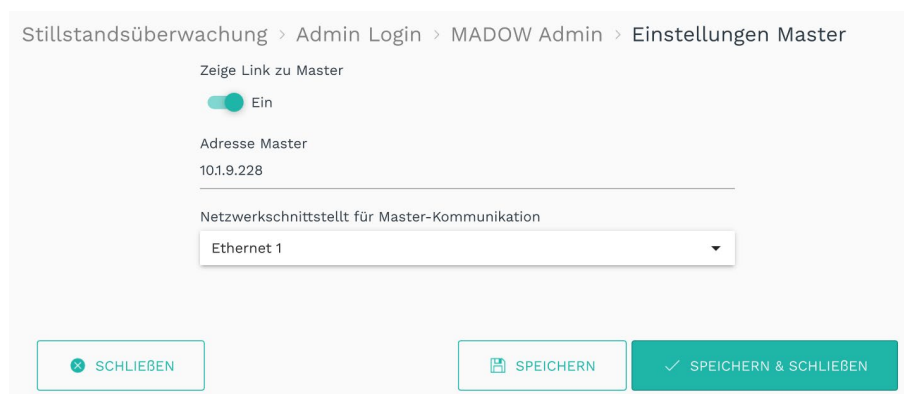 Stillstandsüberwachung > Admin Login > MADOW Admin > Einstellungen Master
Zeige Link zu Master
Ein
Adresse Master
10.1.9.228
Netzwerkschnittstellt für Master-Kommunikation
Ethernet 1
SCHLIEßEN
SPEICHERN
SPEICHERN & SCHLIEßEN